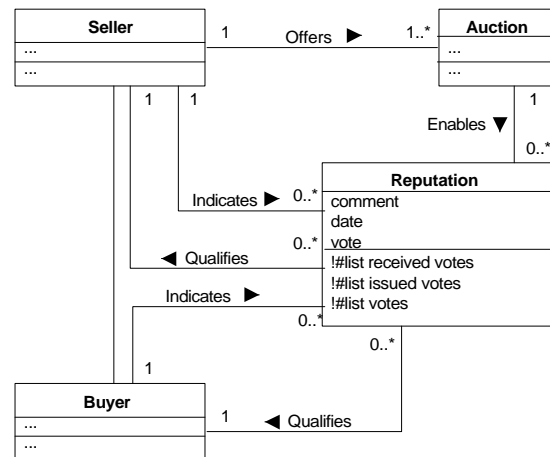 Seller
...
...
1
Offers ►
1..*
Auction
...
...
1
1
1
Enables ▼
0..*
Reputation
comment
date
vote
!#list received votes
!#list issued votes
!#list votes
Indicates ►
0..*
0..*
◄ Qualifies
Indicates ►
0..*
0..*
1
Buyer
...
...
1
◄ Qualifies